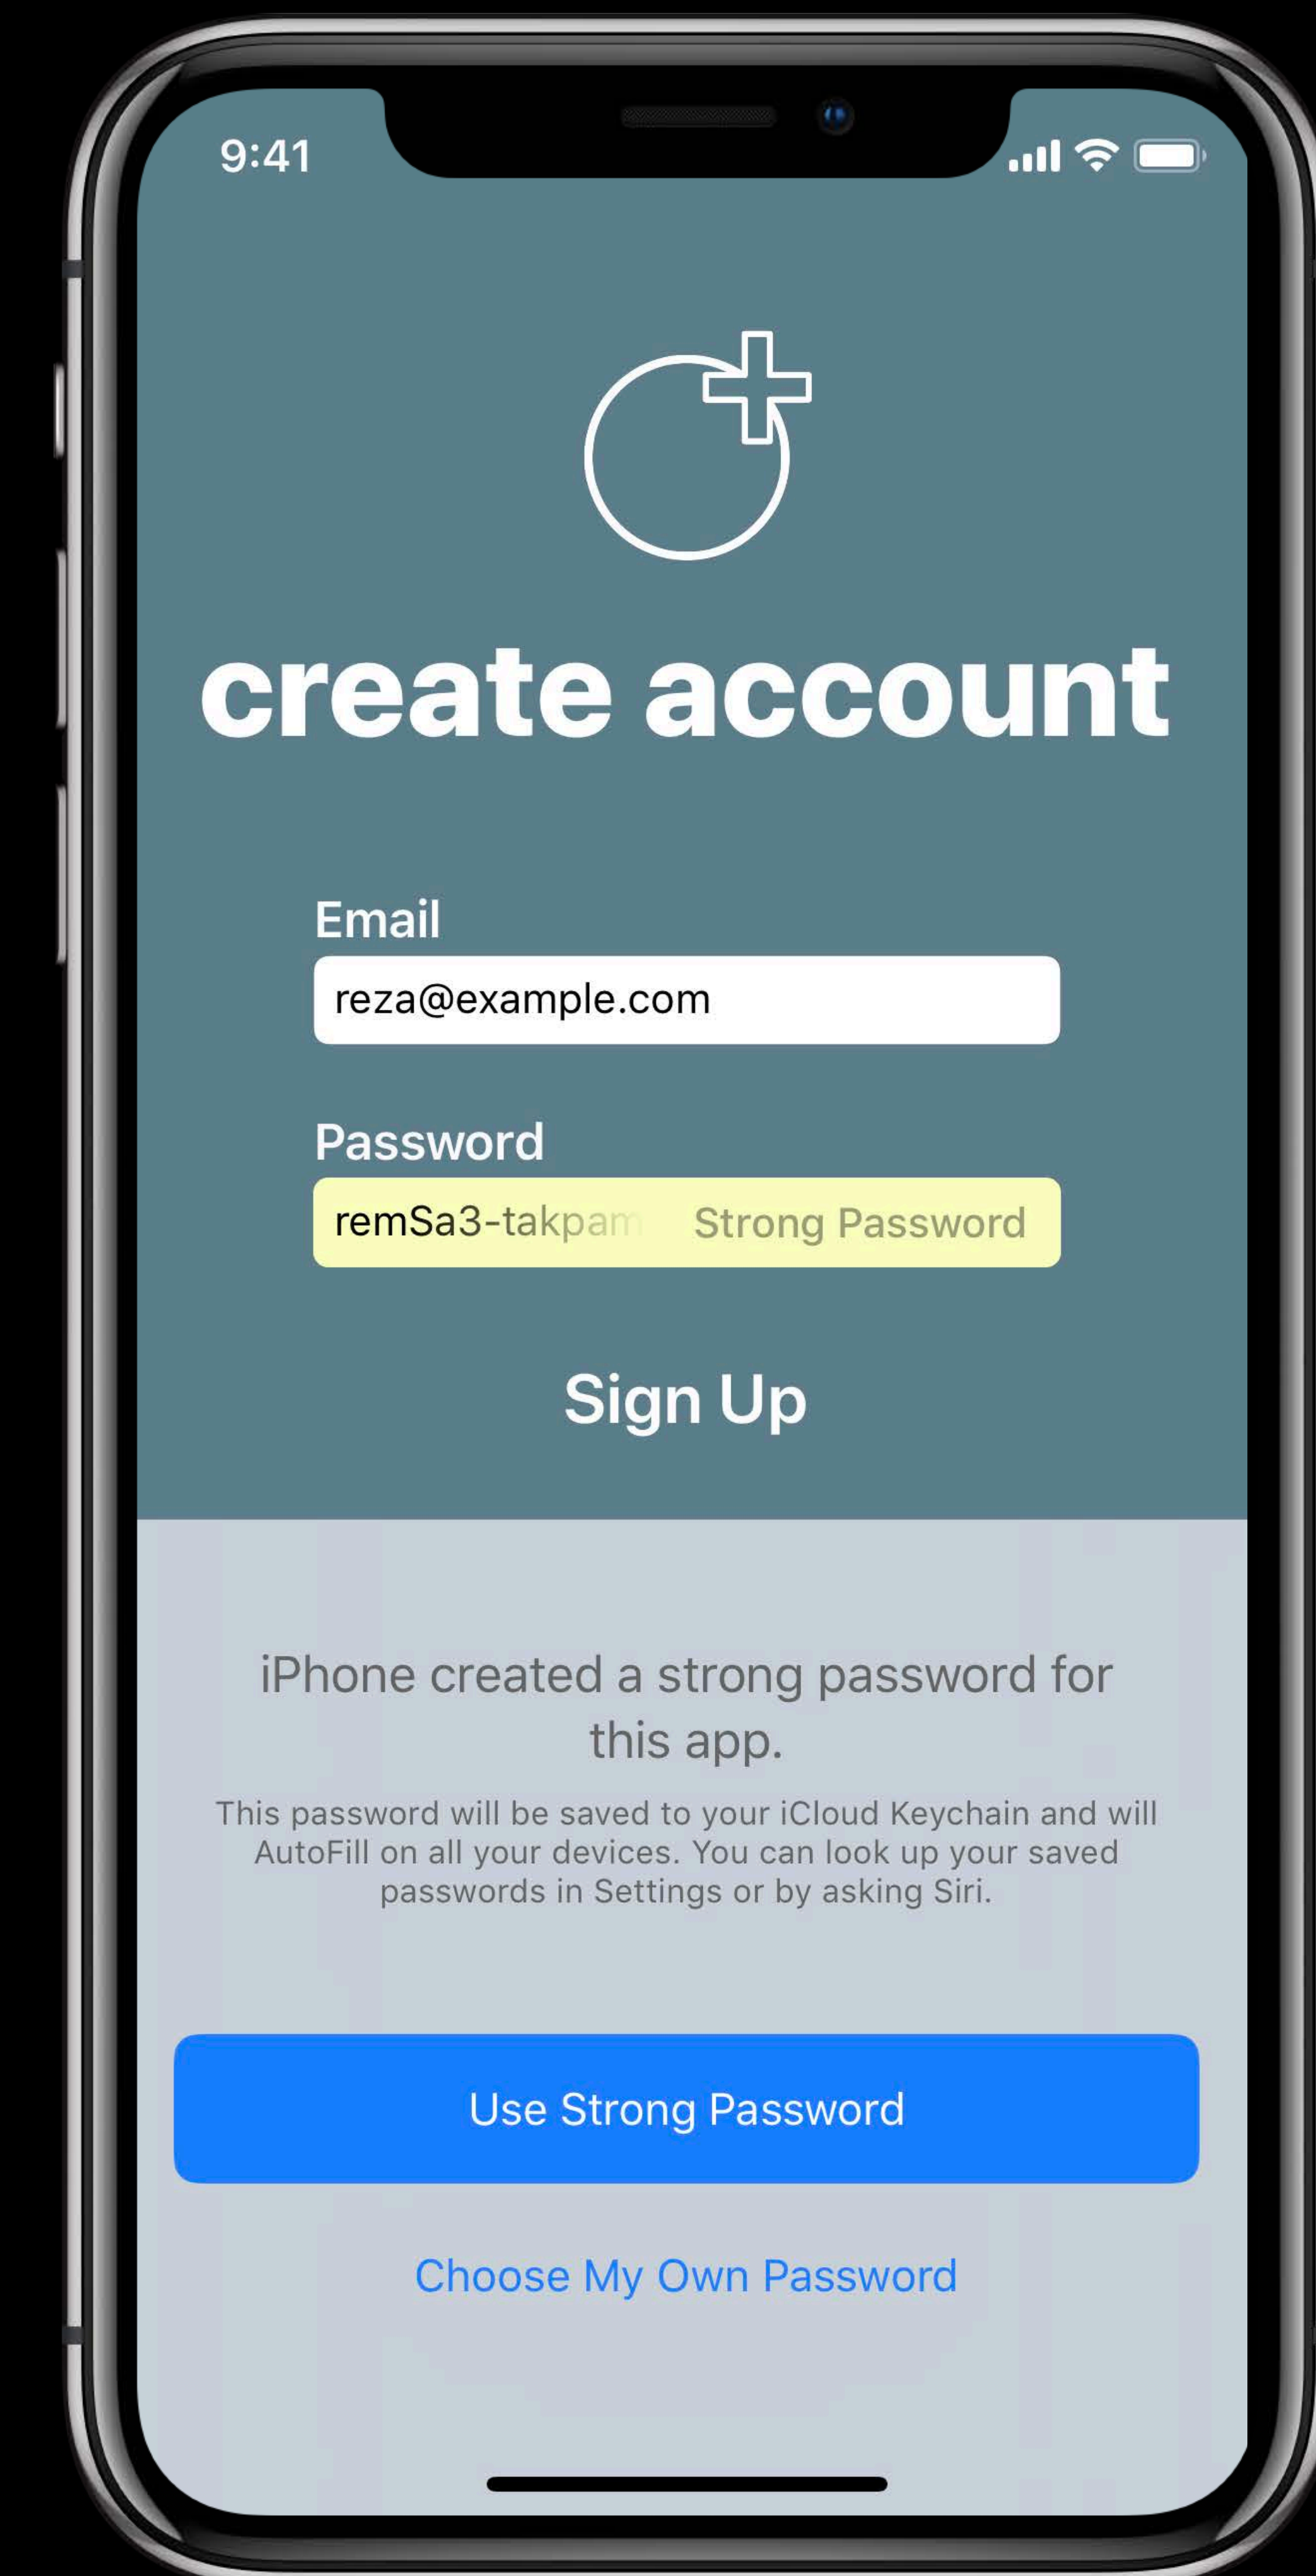 9:41
create account
Email
reza@example.com
Password
remSa3-takpam Strong Password
Sign Up
iPhone created a strong password for
this app.
This password will be saved to your iCloud Keychain and will
AutoFill on all your devices. You can look up your saved
passwords in Settings or by asking Siri.
Use Strong Password
Choose My Own Password